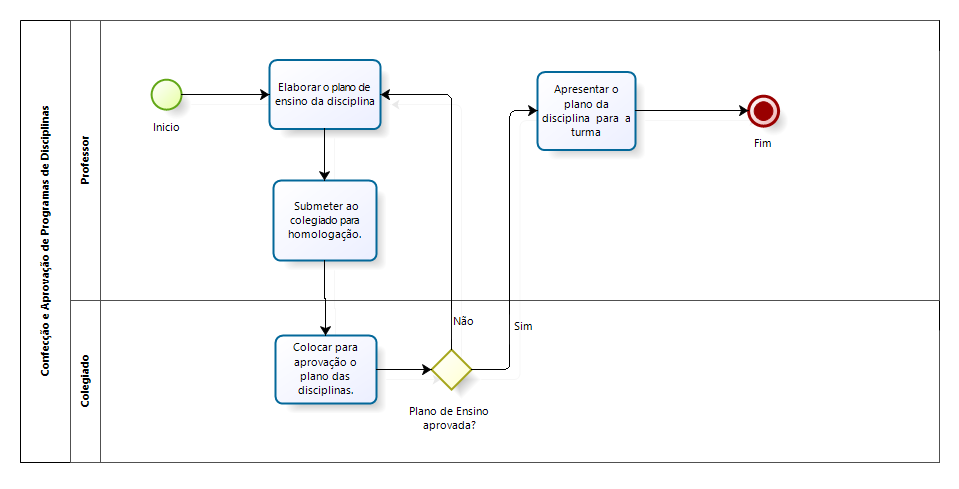 Confecção e Aprovação de Programas de Disciplinas
Professor
Inicio
Elaborar o plano de
ensino da disciplina
Submeter ao
colegiado para
homologação.
Apresentar o
plano da
disciplina para a
turma
Fim
Colegiado
Colocar para
aprovação o
plano das
disciplinas.
Não
Sim
Plano de Ensino
aprovada?